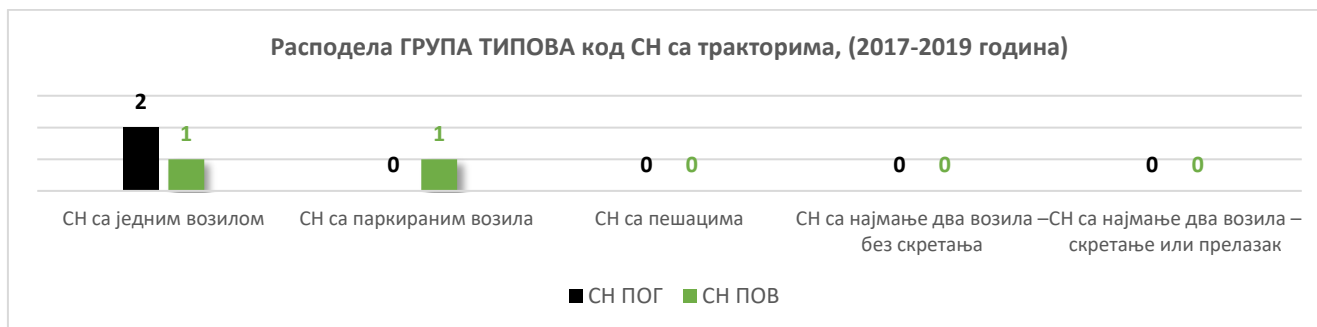 Расподела ГРУПА ТИПОВА код СН са тракторима, (2017-2019 година)
2
1
0
1
0 0
0 0
0 0
СН са једним возилом
СН са паркираним возила
СН са пешацима
СН са најмање два возила –
без скретања
СН са најмање два возила –
скретање или прелазак
СН ПОГ СН ПОВ